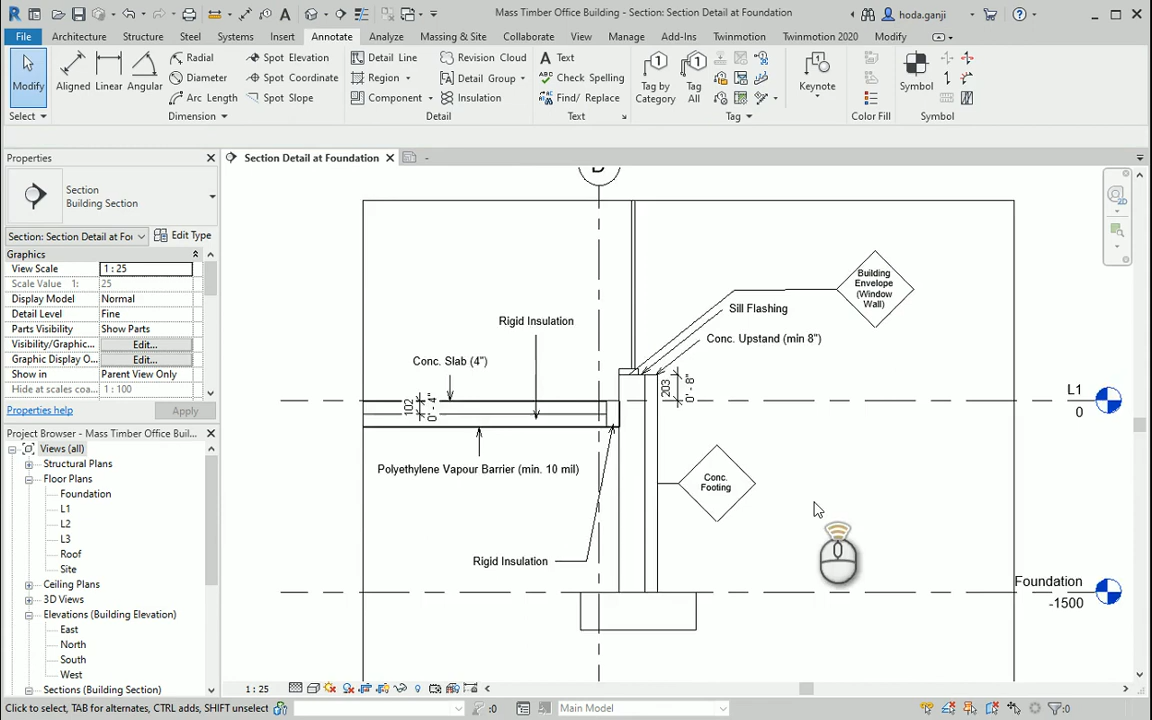 Mass Timber Office Building - Section: Section Detail at Foundation
hoda.ganji
File Architecture Structure Steel Systems Insert Annotate Analyze Massing & Site Collaborate View Manage Add-Ins Twinmotion Twinmotion 2020 Modify
Modify
Aligned
Linear
Angular
Radial
Diameter
Arc Length
Spot Elevation
Spot Coordinate
Spot Slope
Detail Line
Region
Component
Revision Cloud
Detail Group
Insulation
Text
Check Spelling
Find/ Replace
Tag by
Category
Tag
All
Keynote
Symbol
Select
Dimension
Detail
Text
Tag
Color Fill
Symbol
Properties
Section
Building Section
Section: Section Detail at Fou
Edit Type
Graphics
View Scale 1 : 25
Scale Value 1: 25
Display Model Normal
Detail Level Fine
Parts Visibility Show Parts
Visibility/Graphic... Edit...
Graphic Display O... Edit...
Show in Parent View Only
Hide at scales coa... 1 : 100
Properties help
Apply
Project Browser - Mass Timber Office Buil...
Views (all)
Structural Plans
Floor Plans
Foundation
L1
L2
L3
Roof
Site
Ceiling Plans
3D Views
Elevations (Building Elevation)
East
North
South
West
Sections (Building Section)
Section Detail at Foundation
Building
Envelope
(Window
Wall)
Sill Flashing
Rigid Insulation
Conc. Upstand (min 8")
Conc. Slab (4")
203
0' - 8"
102
0' - 4"
L1
0
Polyethylene Vapour Barrier (min. 10 mil)
Conc.
Footing
Rigid Insulation
Foundation
-1500
1 : 25
Click to select, TAB for alternates, CTRL adds, SHIFT unselect
:0
Main Model
:0